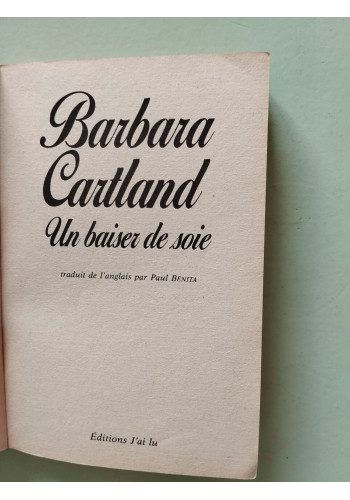 Barbara
Cartland
Un baiser de soie
traduit de l'anglais par Paul BÉNITA
Éditions J'ai lu